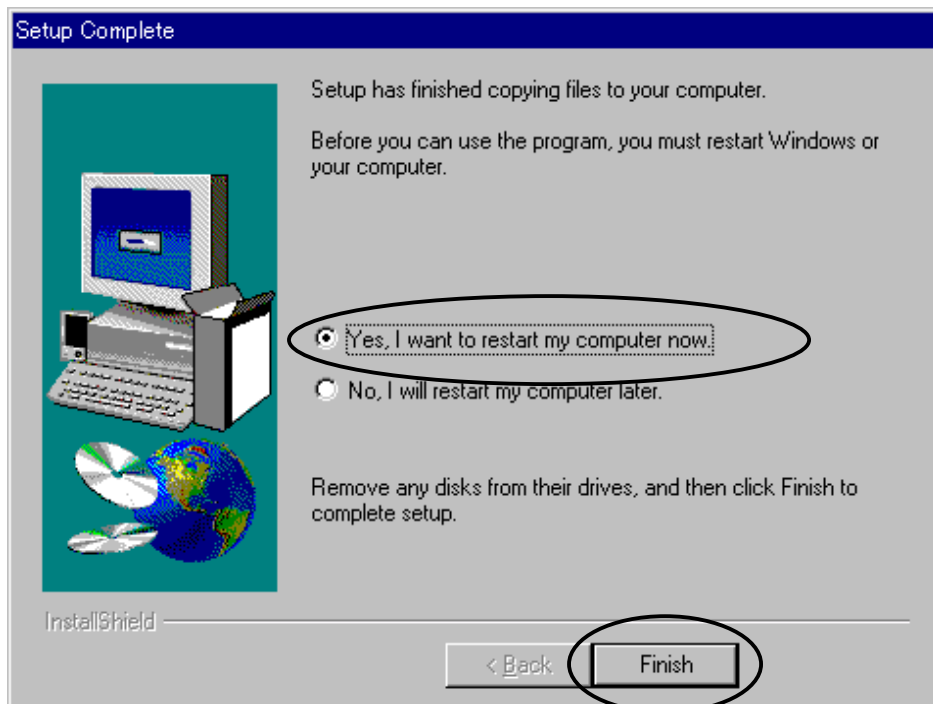 Setup Complete
Setup has finished copying files to your computer.
Before you can use the program, you must restart Windows or
your computer.
Yes, I want to restart my computer now.
No, I will restart my computer later.
Remove any disks from their drives, and then click Finish to
complete setup.
InstallShield
< Back Finish